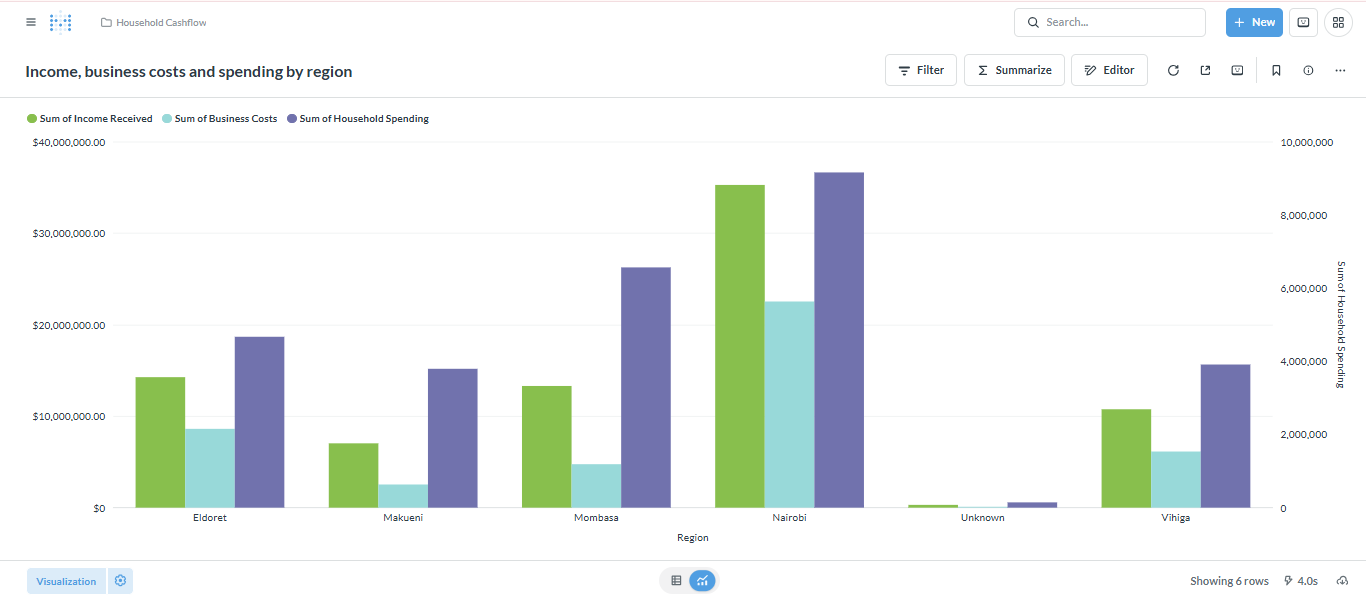 Household Cashflow
Search...
New
Income, business costs and spending by region
Filter
Summarize
Editor
Sum of Income Received
Sum of Business Costs
Sum of Household Spending
$40,000,000.00
$30,000,000.00
$20,000,000.00
$10,000,000.00
$0
10,000,000
8,000,000
6,000,000
4,000,000
2,000,000
0
Sum of Household Spending
Eldoret
Makueni
Mombasa
Nairobi
Unknown
Vihiga
Region
Visualization
Showing 6 rows
4.0s